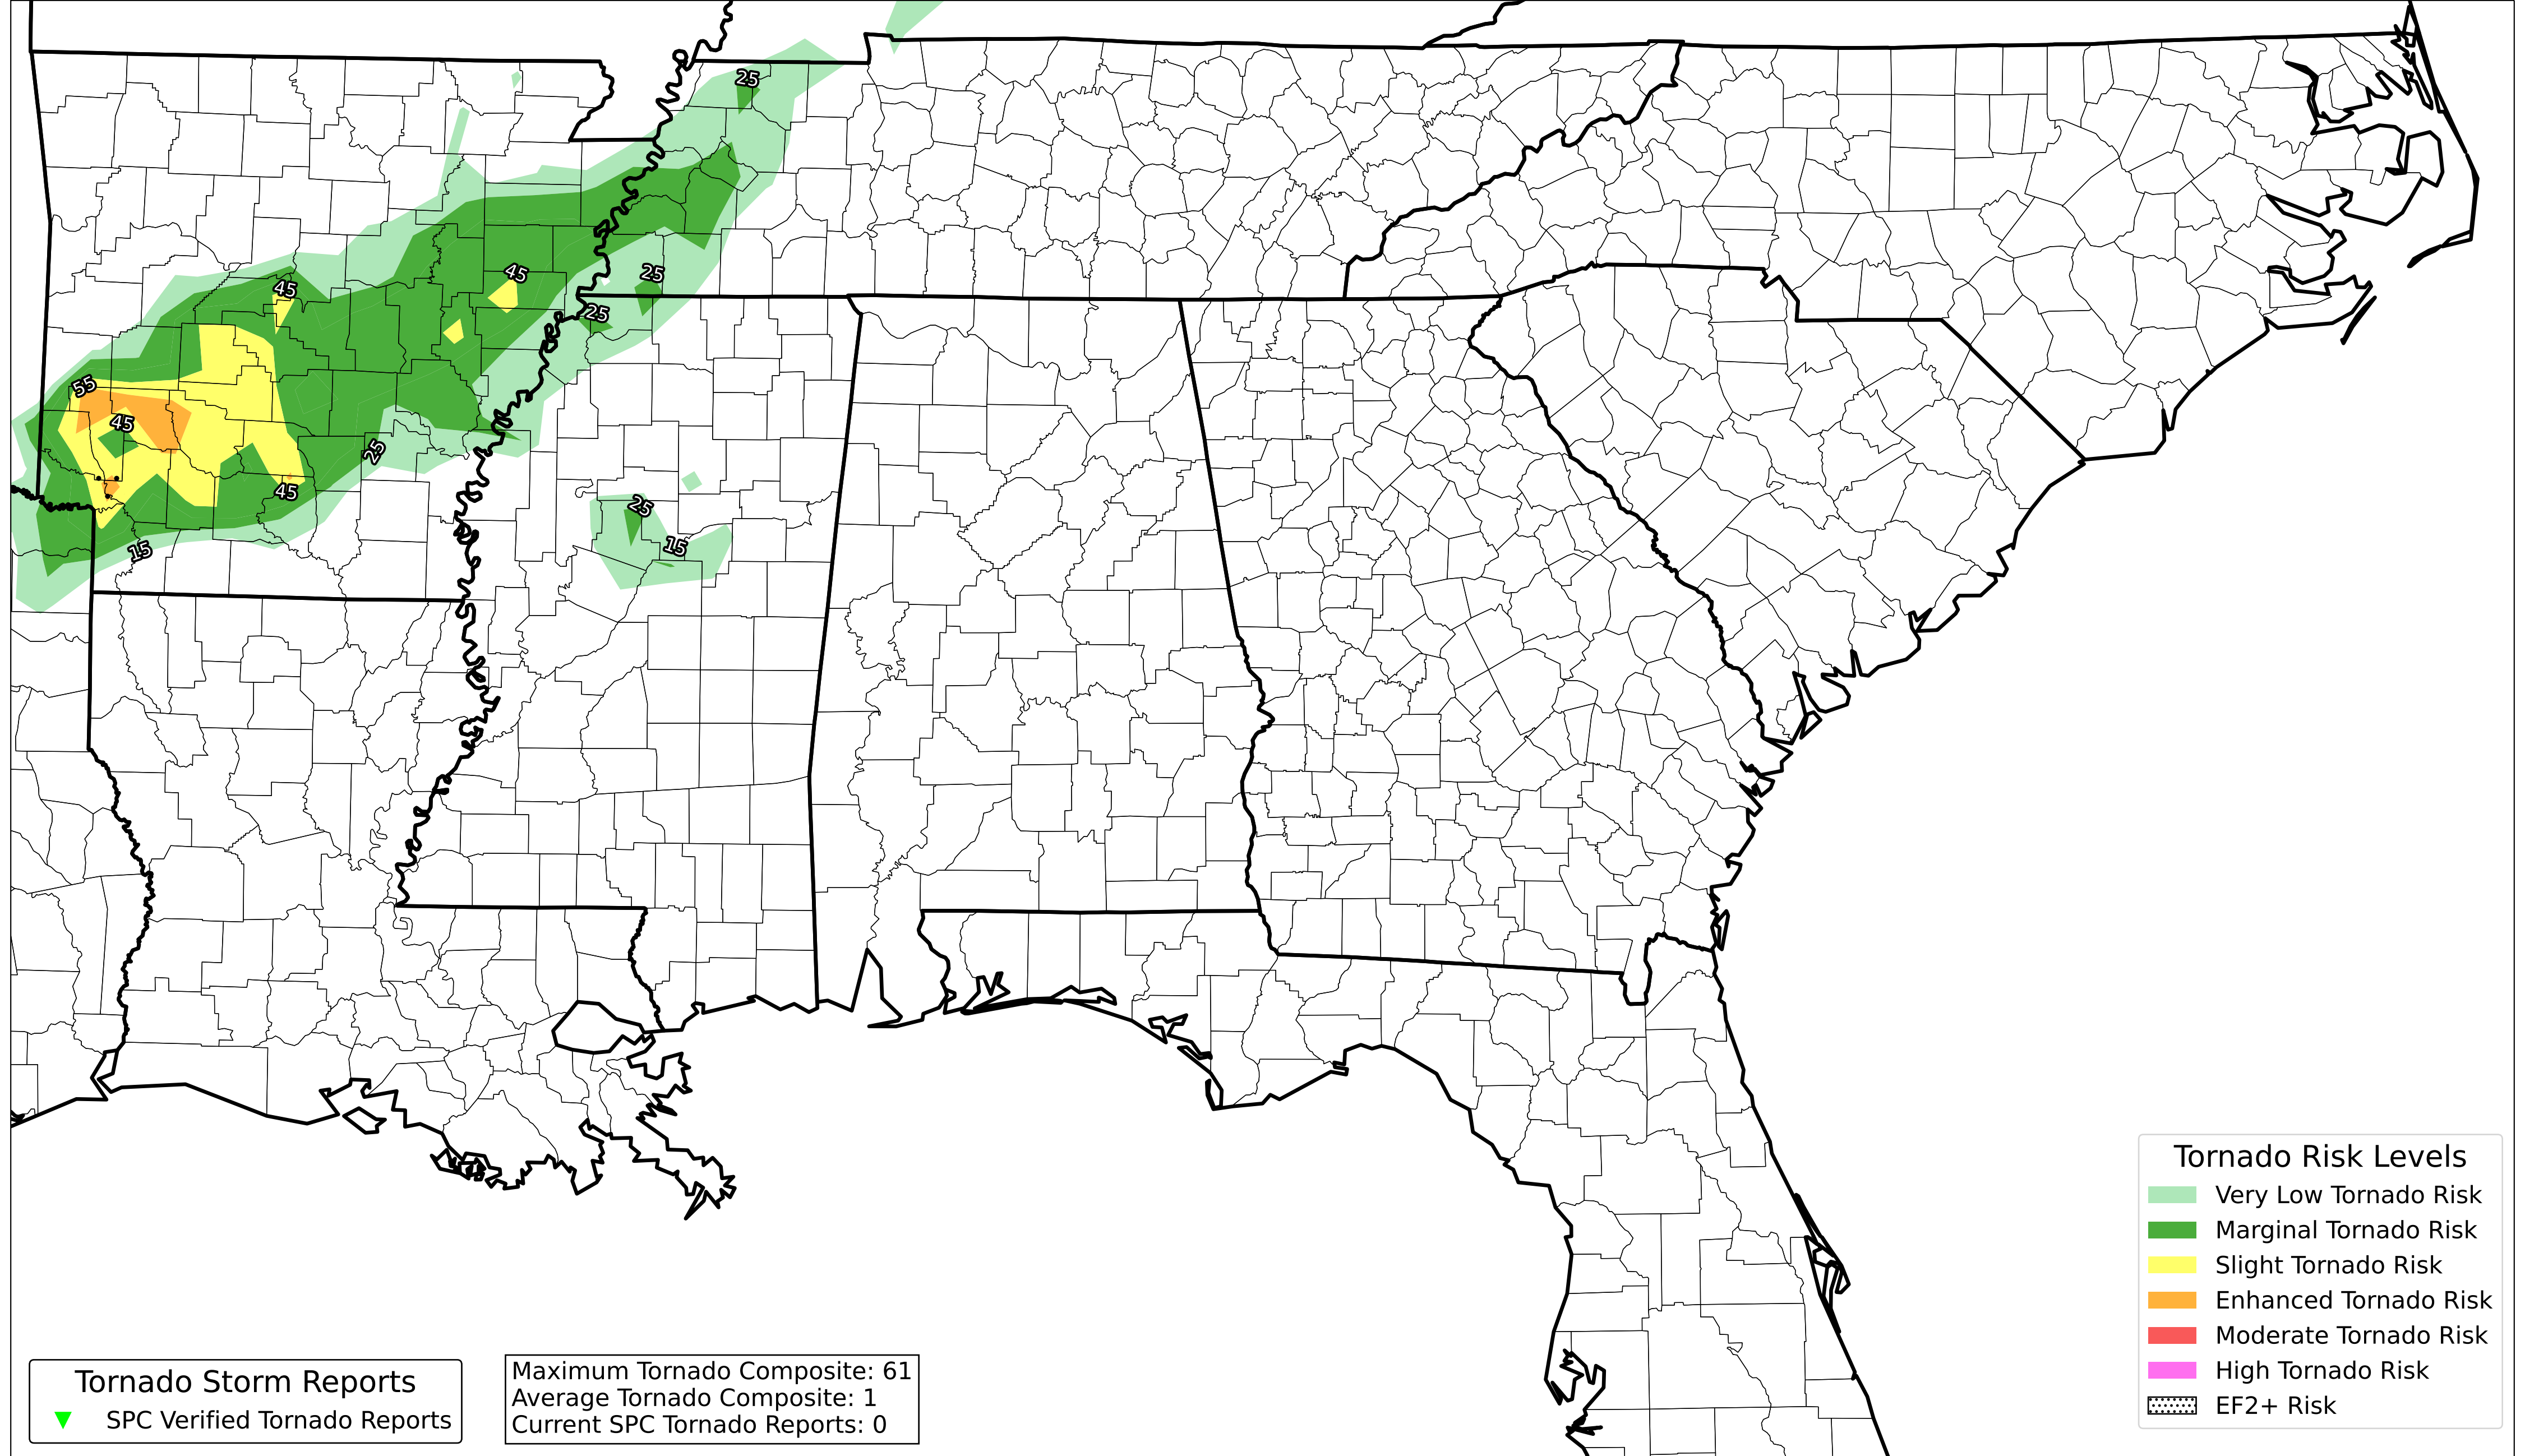 25
45
25
45
25
55
45
25
45
25
15
15
Tornado Risk Levels
Very Low Tornado Risk
Marginal Tornado Risk
Slight Tornado Risk
Enhanced Tornado Risk
Moderate Tornado Risk
High Tornado Risk
EF2+ Risk
Tornado Storm Reports
SPC Verified Tornado Reports
Maximum Tornado Composite: 61
Average Tornado Composite: 1
Current SPC Tornado Reports: 0